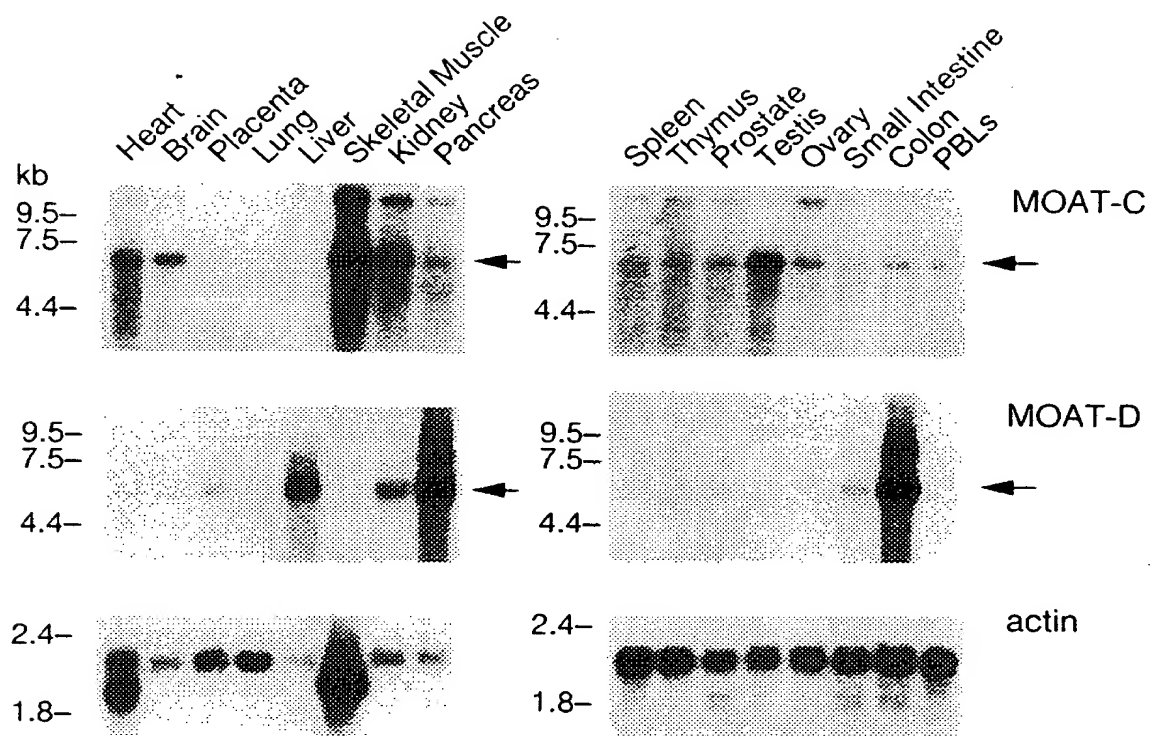 Heart
Brain
Placenta
Lung
Liver
Skeletal Muscle
Kidney
Pancreas
Spleen
Thymus
Prostate
Testis
Ovary
Small Intestine
Colon
PBLs
kb
9.5–
7.5–
4.4–
9.5–
7.5–
4.4–
MOAT-C
9.5–
7.5–
4.4–
9.5–
7.5–
4.4–
MOAT-D
2.4–
1.8–
2.4–
1.8–
actin